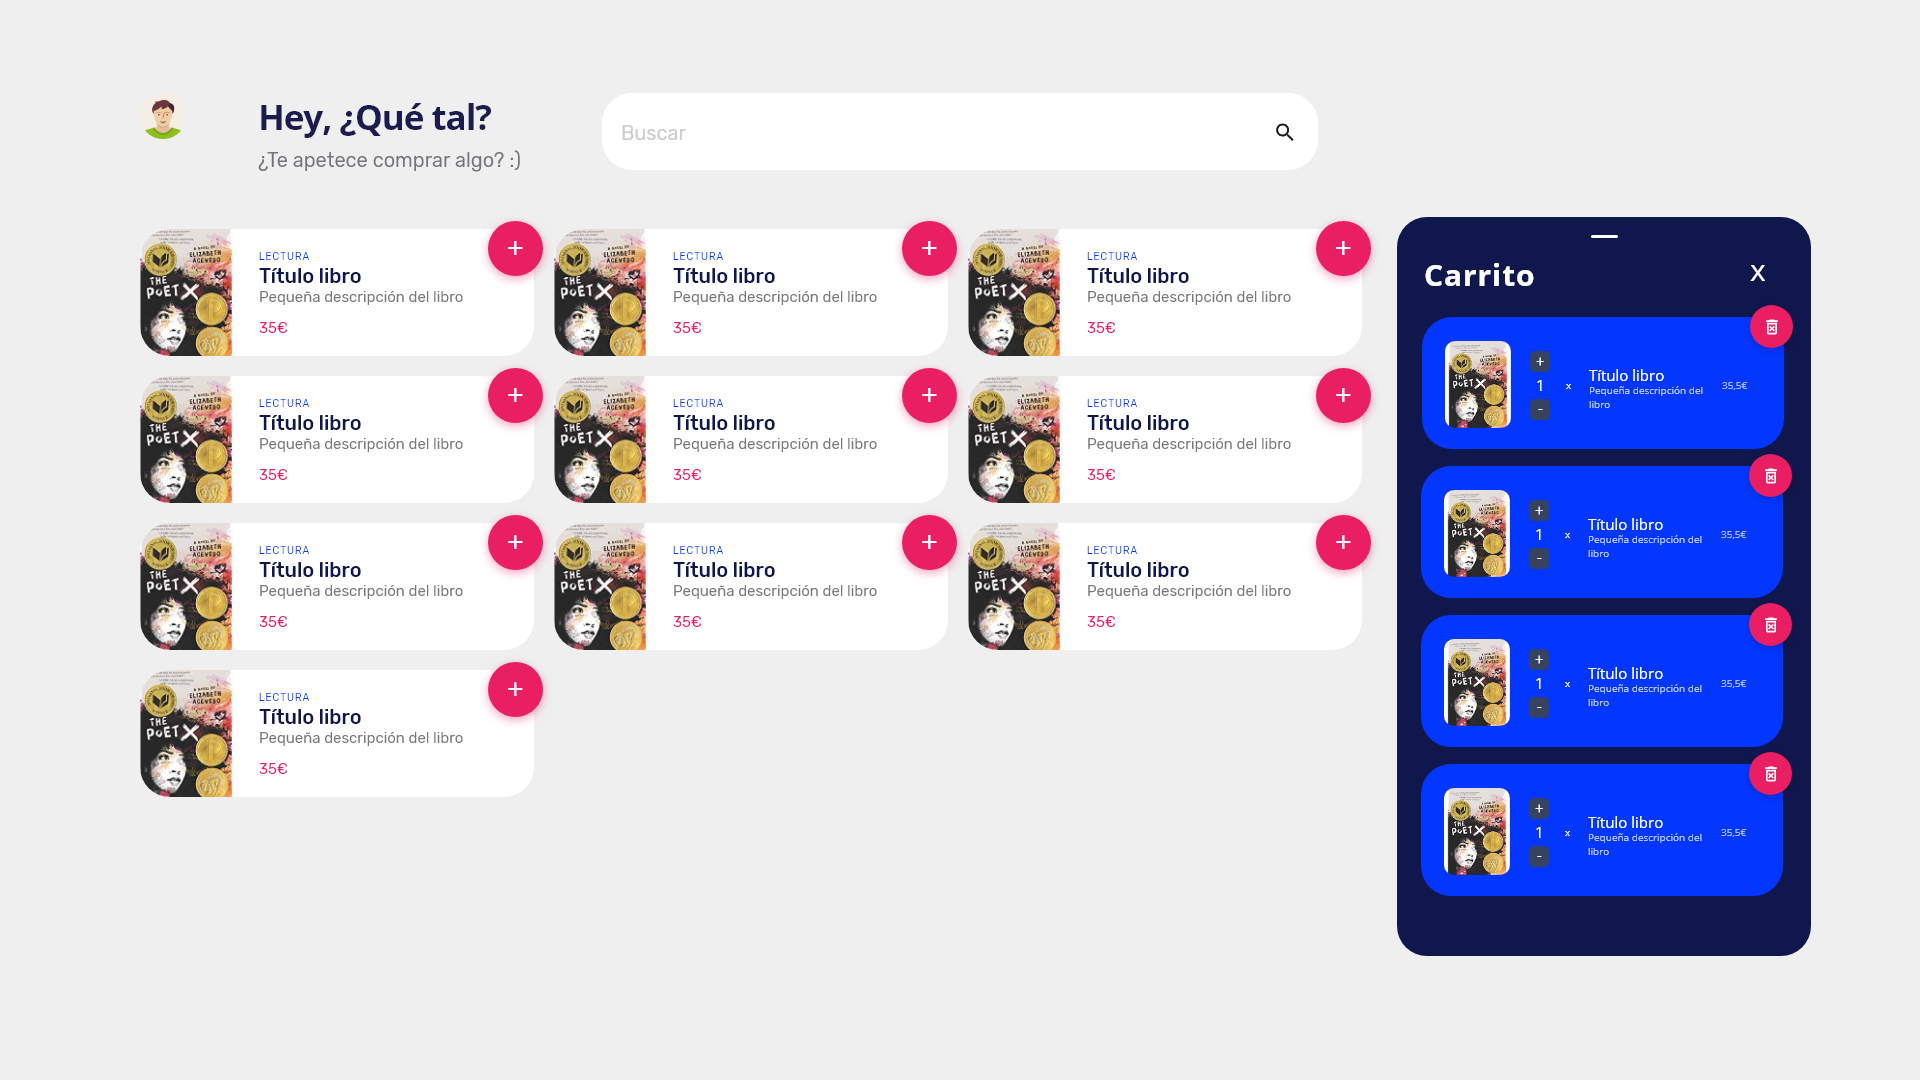 Hey, ¿Qué tal?
¿Te apetece comprar algo? :)
Buscar
LECTURA
Título libro
Pequeña descripción del libro
35€
+
LECTURA
Título libro
Pequeña descripción del libro
35€
+
LECTURA
Título libro
Pequeña descripción del libro
35€
+
LECTURA
Título libro
Pequeña descripción del libro
35€
+
LECTURA
Título libro
Pequeña descripción del libro
35€
+
LECTURA
Título libro
Pequeña descripción del libro
35€
+
LECTURA
Título libro
Pequeña descripción del libro
35€
+
LECTURA
Título libro
Pequeña descripción del libro
35€
+
LECTURA
Título libro
Pequeña descripción del libro
35€
+
LECTURA
Título libro
Pequeña descripción del libro
35€
+
A NOVEL BY
ELIZABETH
ACEVEDO
THE
POET X
Carrito
X
+
1 x
-
Título libro
Pequeña descripción del
libro
35,5€
+
1 x
-
Título libro
Pequeña descripción del
libro
35,5€
+
1 x
-
Título libro
Pequeña descripción del
libro
35,5€
+
1 x
-
Título libro
Pequeña descripción del
libro
35,5€